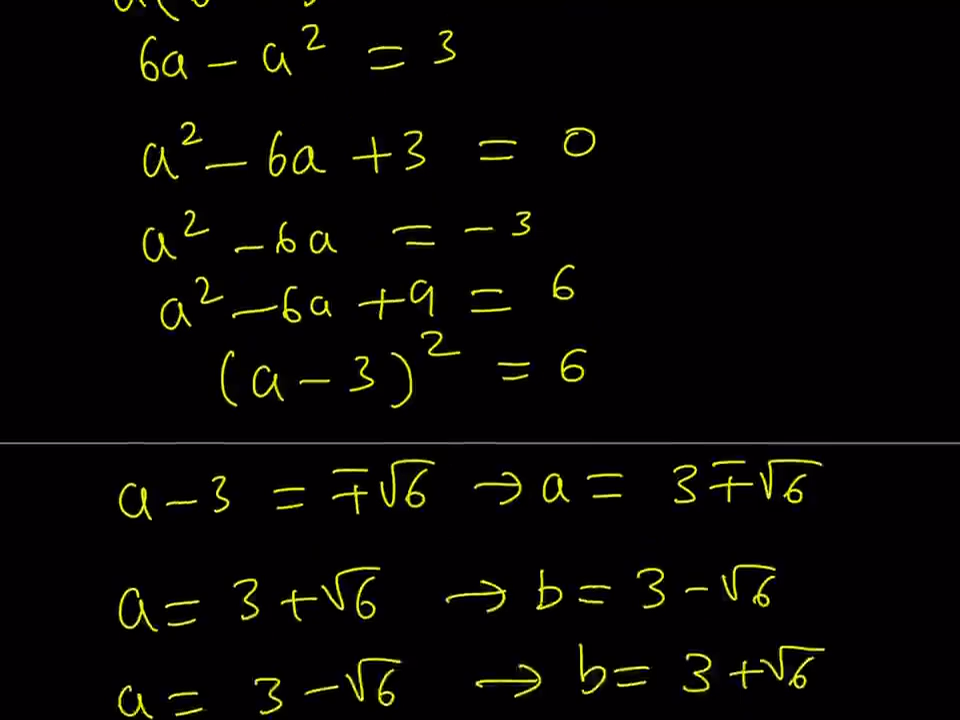 6a − a² = 3
a² − 6a + 3 = 0
a² − 6a = −3
a² − 6a + 9 = 6
(a − 3)² = 6
a − 3 = ∓√6 → a = 3∓√6
a = 3 + √6 → b = 3 − √6
a = 3 − √6 → b = 3 + √6